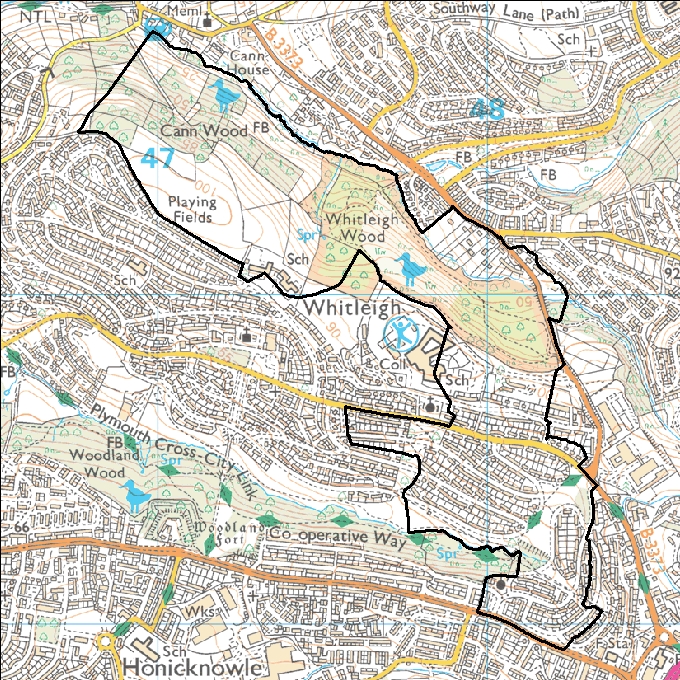 NTL
Meml
Southway Lane (Path)
B 3373
Sch
Cann
House
48
Cann Wood
FB
FB
FB
47
100
Playing
Fields
Whitleigh
Wood
Spr
Sch
Sch
92
50
Whitleigh
Coll
Sch
FB
Plymouth Cross-City Link
FB
Woodland
Wood
Spr
66
Woodland
Fort
Co-operative Way
Spr
B 3373
Wks
Sch
F Sta
Honicknowle